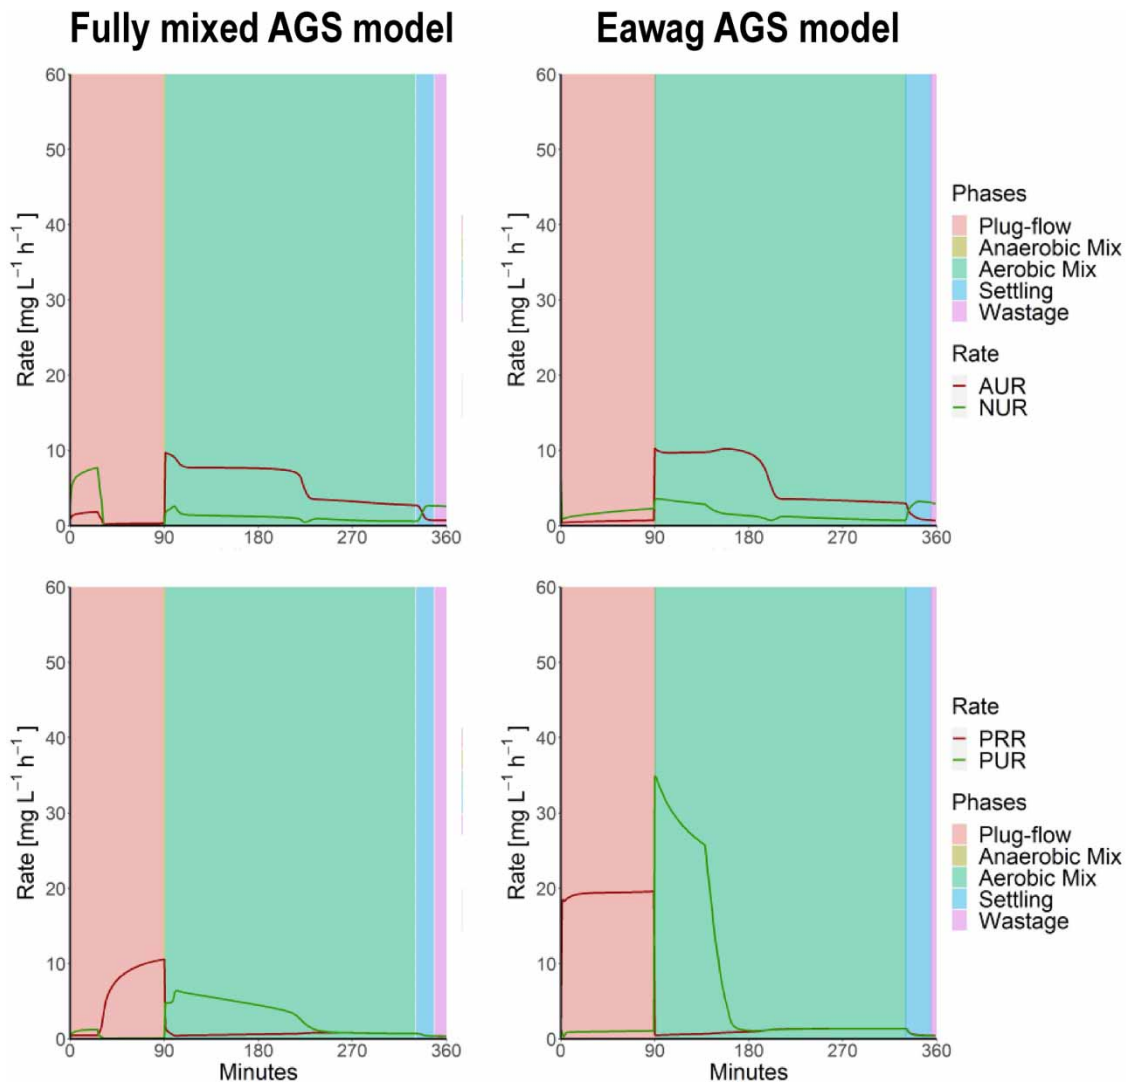 Fully mixed AGS model
Eawag AGS model
60
50
40
30
20
10
0
Rate [mg L⁻¹ h⁻¹ ]
0 90 180 270 360
60
50
40
30
20
10
0
Rate [mg L⁻¹ h⁻¹ ]
0 90 180 270 360
Phases
Plug-flow
Anaerobic Mix
Aerobic Mix
Settling
Wastage
Rate
AUR
NUR
60
50
40
30
20
10
0
Rate [mg L⁻¹ h⁻¹ ]
0 90 180 270 360
Minutes
60
50
40
30
20
10
0
Rate [mg L⁻¹ h⁻¹ ]
0 90 180 270 360
Minutes
Rate
PRR
PUR
Phases
Plug-flow
Anaerobic Mix
Aerobic Mix
Settling
Wastage